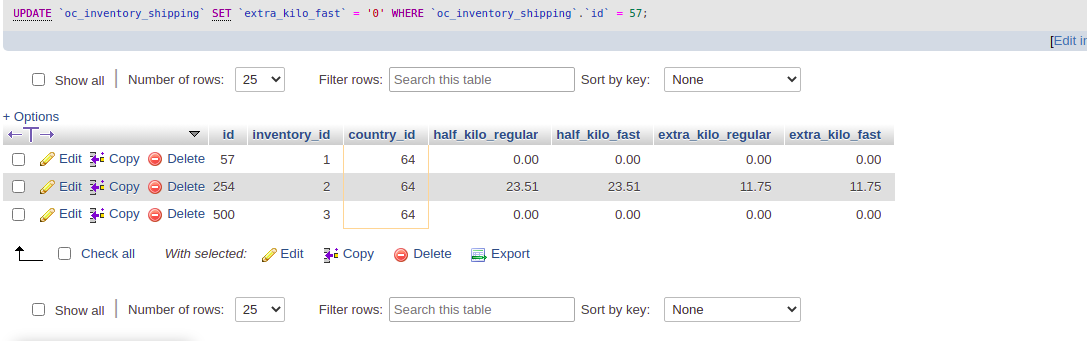 UPDATE `oc_inventory_shipping` SET `extra_kilo_fast` = '0' WHERE `oc_inventory_shipping`.`id` = 57;
[Edit in
Show all Number of rows: 25 Filter rows: Search this table Sort by key: None
+ Options
←T→ id inventory_id country_id half_kilo_regular half_kilo_fast extra_kilo_regular extra_kilo_fast
Edit Copy Delete 57 1 64 0.00 0.00 0.00 0.00
Edit Copy Delete 254 2 64 23.51 23.51 11.75 11.75
Edit Copy Delete 500 3 64 0.00 0.00 0.00 0.00
Check all With selected: Edit Copy Delete Export
Show all Number of rows: 25 Filter rows: Search this table Sort by key: None